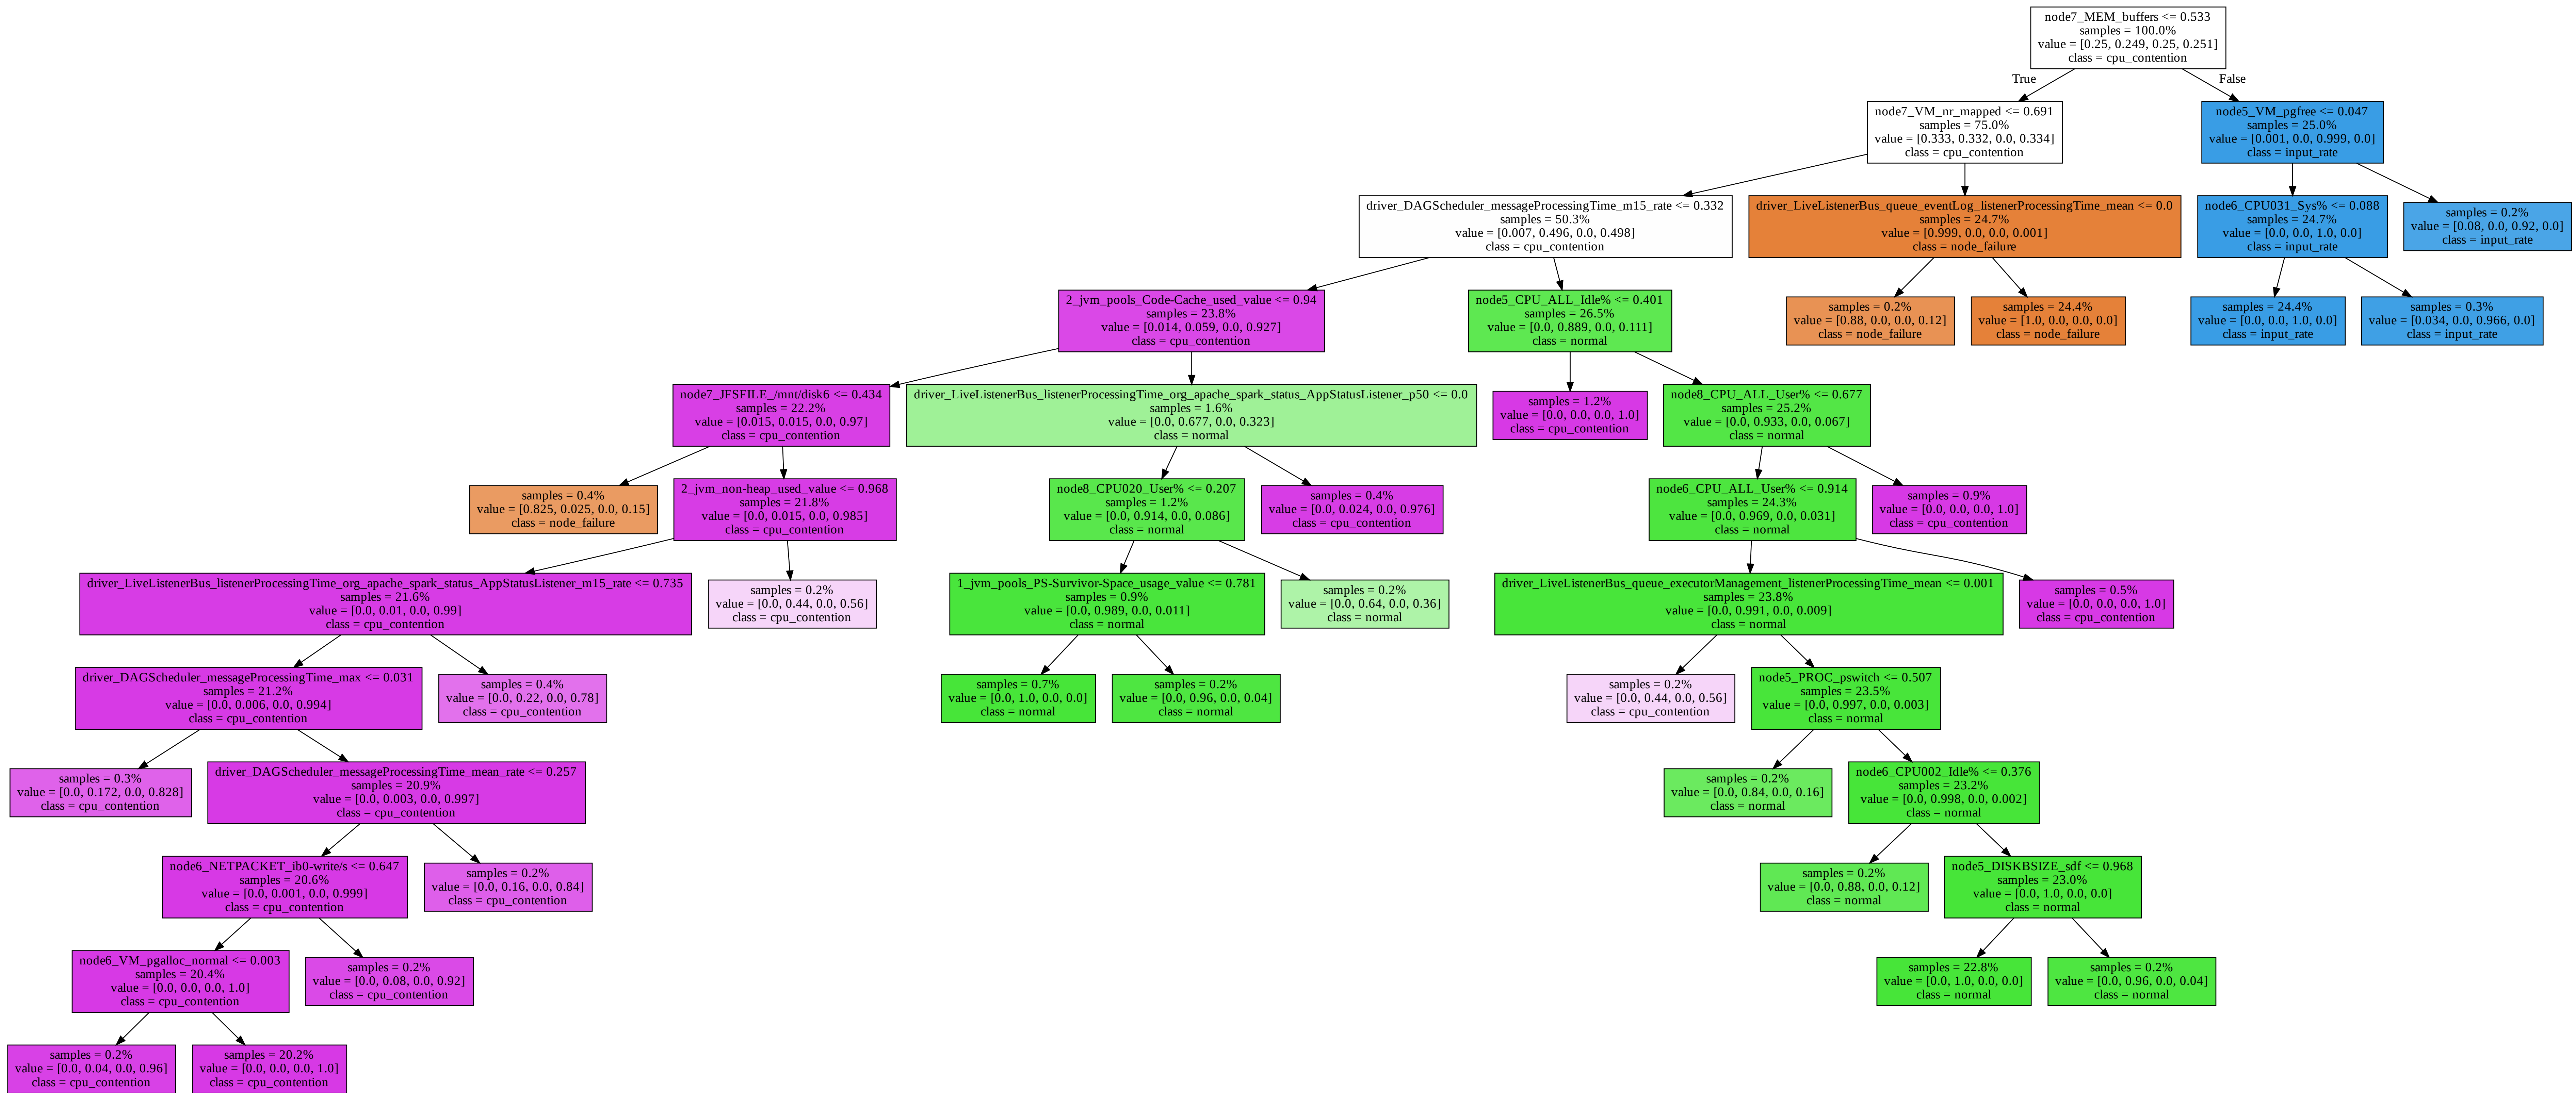 node7_MEM_buffers <= 0.533
samples = 100.0%
value = [0.25, 0.249, 0.25, 0.251]
class = cpu_contention
True
False
node7_VM_nr_mapped <= 0.691
samples = 75.0%
value = [0.333, 0.332, 0.0, 0.334]
class = cpu_contention
node5_VM_pgfree <= 0.047
samples = 25.0%
value = [0.001, 0.0, 0.999, 0.0]
class = input_rate
driver_DAGScheduler_messageProcessingTime_m15_rate <= 0.332
samples = 50.3%
value = [0.007, 0.496, 0.0, 0.498]
class = cpu_contention
driver_LiveListenerBus_queue_eventLog_listenerProcessingTime_mean <= 0.0
samples = 24.7%
value = [0.999, 0.0, 0.0, 0.001]
class = node_failure
node6_CPU031_Sys% <= 0.088
samples = 24.7%
value = [0.0, 0.0, 1.0, 0.0]
class = input_rate
samples = 0.2%
value = [0.08, 0.0, 0.92, 0.0]
class = input_rate
2_jvm_pools_Code-Cache_used_value <= 0.94
samples = 23.8%
value = [0.014, 0.059, 0.0, 0.927]
class = cpu_contention
node5_CPU_ALL_Idle% <= 0.401
samples = 26.5%
value = [0.0, 0.889, 0.0, 0.111]
class = normal
samples = 0.2%
value = [0.88, 0.0, 0.0, 0.12]
class = node_failure
samples = 24.4%
value = [1.0, 0.0, 0.0, 0.0]
class = node_failure
samples = 24.4%
value = [0.0, 0.0, 1.0, 0.0]
class = input_rate
samples = 0.3%
value = [0.034, 0.0, 0.966, 0.0]
class = input_rate
node7_JFSFILE_/mnt/disk6 <= 0.434
samples = 22.2%
value = [0.015, 0.015, 0.0, 0.97]
class = cpu_contention
driver_LiveListenerBus_listenerProcessingTime_org_apache_spark_status_AppStatusListener_p50 <= 0.0
samples = 1.6%
value = [0.0, 0.677, 0.0, 0.323]
class = normal
samples = 1.2%
value = [0.0, 0.0, 0.0, 1.0]
class = cpu_contention
node8_CPU_ALL_User% <= 0.677
samples = 25.2%
value = [0.0, 0.933, 0.0, 0.067]
class = normal
samples = 0.4%
value = [0.825, 0.025, 0.0, 0.15]
class = node_failure
2_jvm_non-heap_used_value <= 0.968
samples = 21.8%
value = [0.0, 0.015, 0.0, 0.985]
class = cpu_contention
node8_CPU020_User% <= 0.207
samples = 1.2%
value = [0.0, 0.914, 0.0, 0.086]
class = normal
samples = 0.4%
value = [0.0, 0.024, 0.0, 0.976]
class = cpu_contention
node6_CPU_ALL_User% <= 0.914
samples = 24.3%
value = [0.0, 0.969, 0.0, 0.031]
class = normal
samples = 0.9%
value = [0.0, 0.0, 0.0, 1.0]
class = cpu_contention
driver_LiveListenerBus_listenerProcessingTime_org_apache_spark_status_AppStatusListener_m15_rate <= 0.735
samples = 21.6%
value = [0.0, 0.01, 0.0, 0.99]
class = cpu_contention
samples = 0.2%
value = [0.0, 0.44, 0.0, 0.56]
class = cpu_contention
1_jvm_pools_PS-Survivor-Space_usage_value <= 0.781
samples = 0.9%
value = [0.0, 0.989, 0.0, 0.011]
class = normal
samples = 0.2%
value = [0.0, 0.64, 0.0, 0.36]
class = normal
driver_LiveListenerBus_queue_executorManagement_listenerProcessingTime_mean <= 0.001
samples = 23.8%
value = [0.0, 0.991, 0.0, 0.009]
class = normal
samples = 0.5%
value = [0.0, 0.0, 0.0, 1.0]
class = cpu_contention
driver_DAGScheduler_messageProcessingTime_max <= 0.031
samples = 21.2%
value = [0.0, 0.006, 0.0, 0.994]
class = cpu_contention
samples = 0.4%
value = [0.0, 0.22, 0.0, 0.78]
class = cpu_contention
samples = 0.7%
value = [0.0, 1.0, 0.0, 0.0]
class = normal
samples = 0.2%
value = [0.0, 0.96, 0.0, 0.04]
class = normal
samples = 0.2%
value = [0.0, 0.44, 0.0, 0.56]
class = cpu_contention
node5_PROC_pswitch <= 0.507
samples = 23.5%
value = [0.0, 0.997, 0.0, 0.003]
class = normal
samples = 0.3%
value = [0.0, 0.172, 0.0, 0.828]
class = cpu_contention
driver_DAGScheduler_messageProcessingTime_mean_rate <= 0.257
samples = 20.9%
value = [0.0, 0.003, 0.0, 0.997]
class = cpu_contention
samples = 0.2%
value = [0.0, 0.84, 0.0, 0.16]
class = normal
node6_CPU002_Idle% <= 0.376
samples = 23.2%
value = [0.0, 0.998, 0.0, 0.002]
class = normal
node6_NETPACKET_ib0-write/s <= 0.647
samples = 20.6%
value = [0.0, 0.001, 0.0, 0.999]
class = cpu_contention
samples = 0.2%
value = [0.0, 0.16, 0.0, 0.84]
class = cpu_contention
samples = 0.2%
value = [0.0, 0.88, 0.0, 0.12]
class = normal
node5_DISKBSIZE_sdf <= 0.968
samples = 23.0%
value = [0.0, 1.0, 0.0, 0.0]
class = normal
node6_VM_pgalloc_normal <= 0.003
samples = 20.4%
value = [0.0, 0.0, 0.0, 1.0]
class = cpu_contention
samples = 0.2%
value = [0.0, 0.08, 0.0, 0.92]
class = cpu_contention
samples = 22.8%
value = [0.0, 1.0, 0.0, 0.0]
class = normal
samples = 0.2%
value = [0.0, 0.96, 0.0, 0.04]
class = normal
samples = 0.2%
value = [0.0, 0.04, 0.0, 0.96]
class = cpu_contention
samples = 20.2%
value = [0.0, 0.0, 0.0, 1.0]
class = cpu_contention